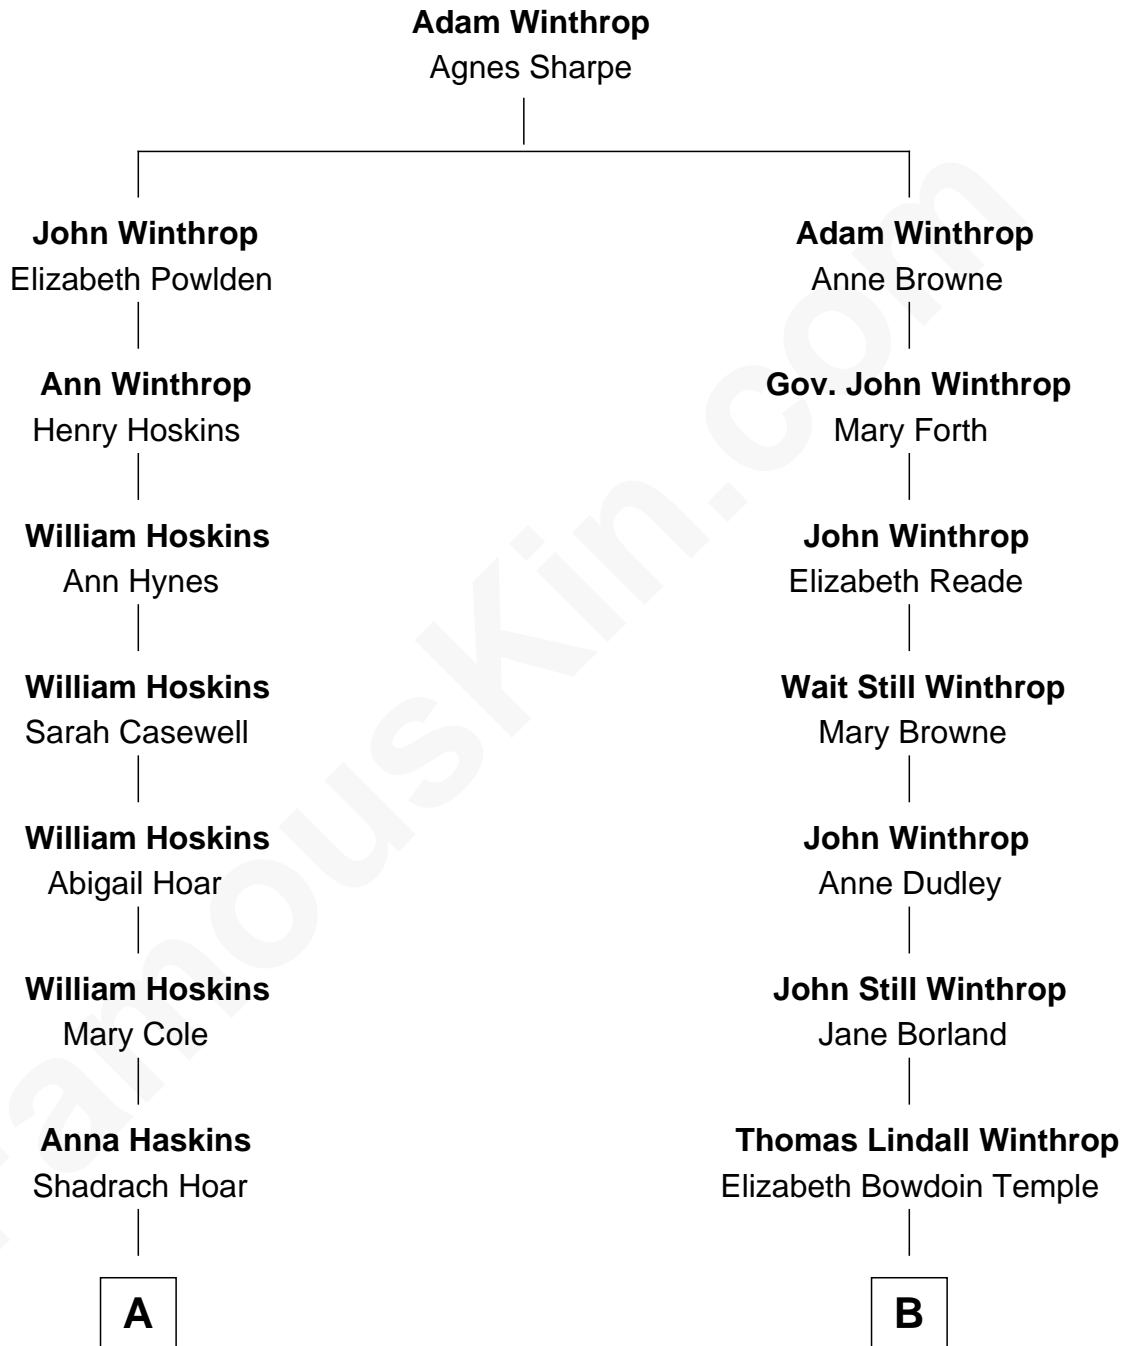 Adam Winthrop
Agnes Sharpe
John Winthrop
Elizabeth Powlden
Ann Winthrop
Henry Hoskins
William Hoskins
Ann Hynes
William Hoskins
Sarah Casewell
William Hoskins
Abigail Hoar
William Hoskins
Mary Cole
Anna Haskins
Shadrach Hoar
A
Adam Winthrop
Anne Browne
Gov. John Winthrop
Mary Forth
John Winthrop
Elizabeth Reade
Wait Still Winthrop
Mary Browne
John Winthrop
Anne Dudley
John Still Winthrop
Jane Borland
Thomas Lindall Winthrop
Elizabeth Bowdoin Temple
B
FamousKin.com